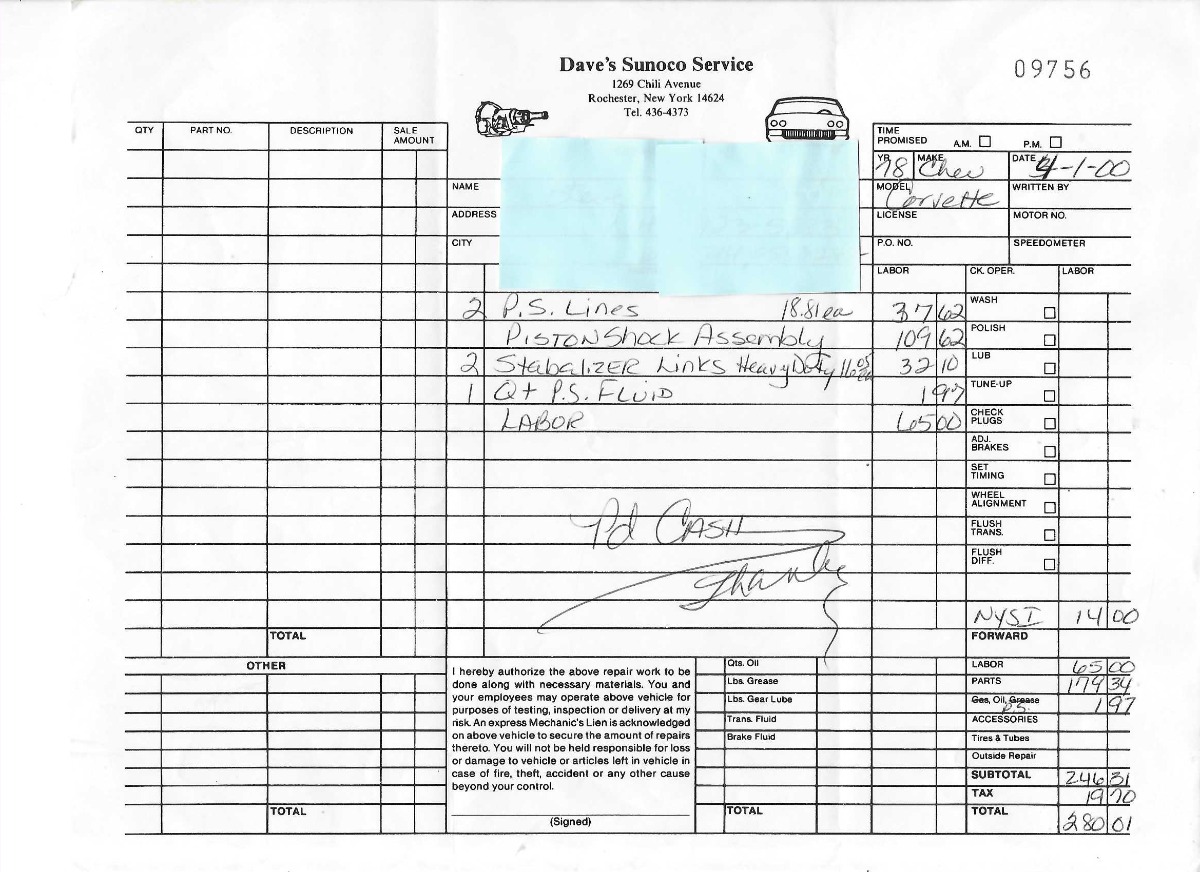 Dave's Sunoco Service
1269 Chili Avenue
Rochester, New York 14624
Tel. 436-4373
09756
QTY PART NO. DESCRIPTION SALE AMOUNT
TIME PROMISED A.M. P.M.
YR. 78 MAKE Chev DATE 4-1-00
NAME
MODEL Corvette WRITTEN BY
ADDRESS
LICENSE MOTOR NO.
CITY
P.O. NO. SPEEDOMETER
LABOR CK. OPER. LABOR
2 P.S. Lines 18.81 ea 37 62 WASH
PISTON Shock Assembly 109 62 POLISH
2 StabalizER Links Heavy Duty 16 05 ea 32 10 LUB
1 Qt P.S. FLUID 1 97 TUNE-UP
LABOR 65 00 CHECK PLUGS
ADJ. BRAKES
SET TIMING
WHEEL ALIGNMENT
Pd CASH
FLUSH TRANS.
Thanks
FLUSH DIFF.
NYSI 14 00
TOTAL
FORWARD
OTHER
I hereby authorize the above repair work to be
done along with necessary materials. You and
your employees may operate above vehicle for
purposes of testing, inspection or delivery at my
risk. An express Mechanic's Lien is acknowledged
on above vehicle to secure the amount of repairs
thereto. You will not be held responsible for loss
or damage to vehicle or articles left in vehicle in
case of fire, theft, accident or any other cause
beyond your control.
(Signed)
TOTAL
Qts. Oil
Lbs. Grease
Lbs. Gear Lube
Trans. Fluid
Brake Fluid
TOTAL
LABOR 65 00
PARTS 179 34
Gas, Oil, Grease P.S. 1 97
ACCESSORIES
Tires & Tubes
Outside Repair
SUBTOTAL 246 31
TAX 19 70
TOTAL 280 01